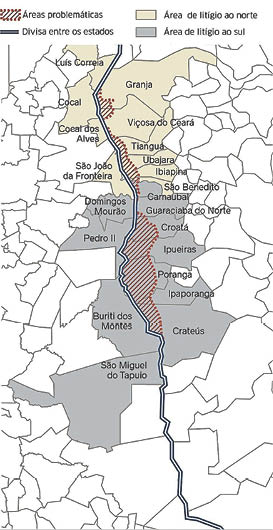 Áreas problemáticas
Divisa entre os estados
Área de litígio ao norte
Área de litígio ao sul
Luís Correia
Granja
Cocal
Viçosa do Ceará
Cocal dos
Alves
Tianguá
Ubajara
São João
da Fronteira
Ibiapina
São Benedito
Carnaubal
Domingos
Mourão
Guaraciaba do Norte
Croatá
Pedro II
Ipueiras
Poranga
Ipaporanga
Buriti dos
Montes
Crateús
São Miguel
do Tapuio